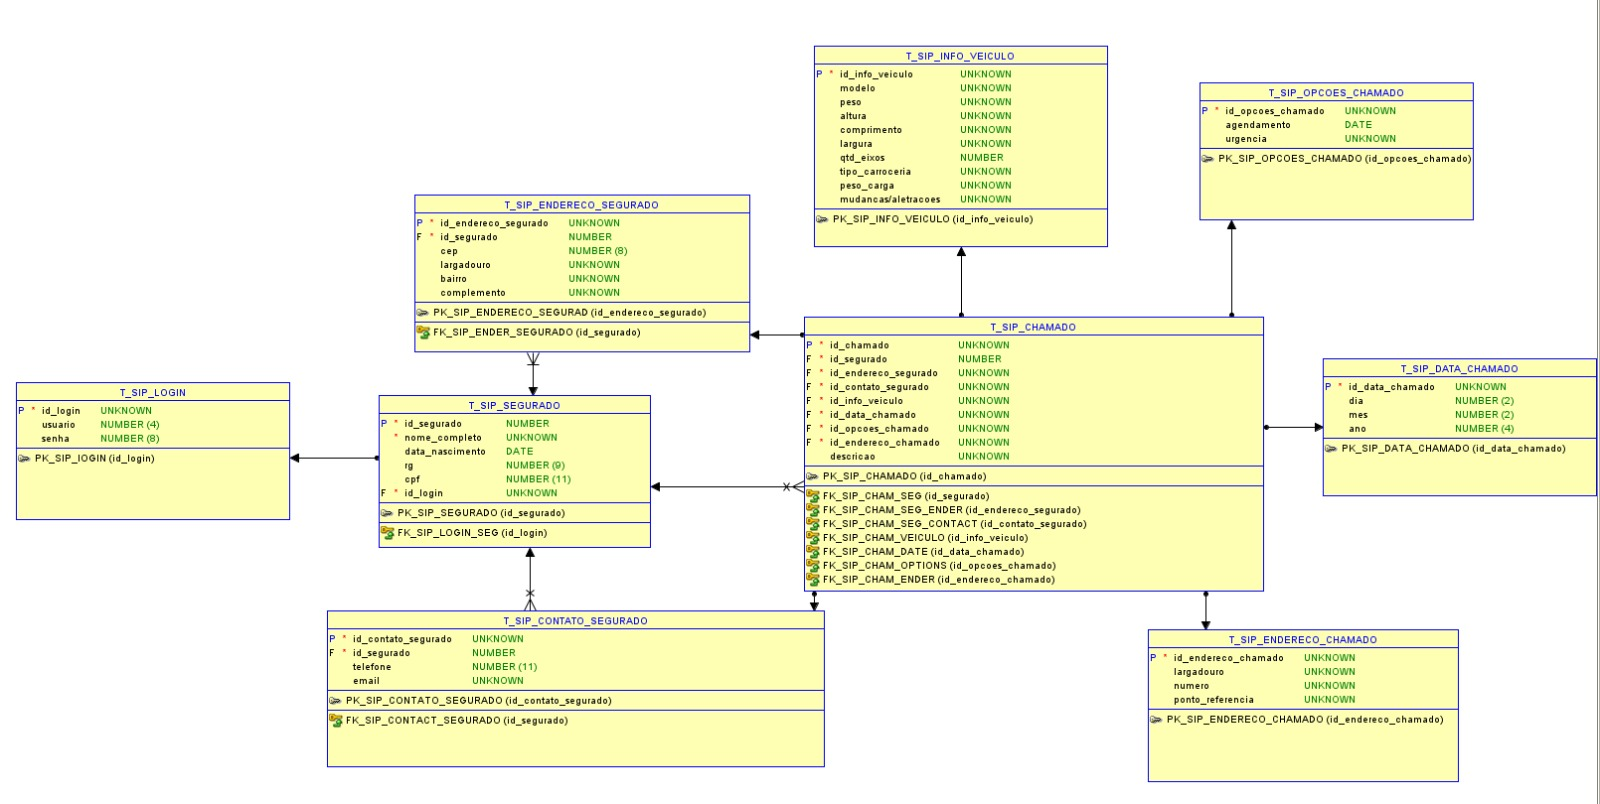 T_SIP_INFO_VEICULO
P * id_info_veiculo UNKNOWN
modelo UNKNOWN
peso UNKNOWN
altura UNKNOWN
comprimento UNKNOWN
largura UNKNOWN
qtd_eixos NUMBER
tipo_carroceria UNKNOWN
peso_carga UNKNOWN
mudancas/aletracoes UNKNOWN
PK_SIP_INFO_VEICULO (id_info_veiculo)
T_SIP_OPCOES_CHAMADO
P * id_opcoes_chamado UNKNOWN
agendamento DATE
urgencia UNKNOWN
PK_SIP_OPCOES_CHAMADO (id_opcoes_chamado)
T_SIP_ENDERECO_SEGURADO
P * id_endereco_segurado UNKNOWN
F * id_segurado NUMBER
cep NUMBER (8)
largadouro UNKNOWN
bairro UNKNOWN
complemento UNKNOWN
PK_SIP_ENDERECO_SEGURAD (id_endereco_segurado)
FK_SIP_ENDER_SEGURADO (id_segurado)
T_SIP_CHAMADO
P * id_chamado UNKNOWN
F * id_segurado NUMBER
F * id_endereco_segurado UNKNOWN
F * id_contato_segurado UNKNOWN
F * id_info_veiculo UNKNOWN
F * id_data_chamado UNKNOWN
F * id_opcoes_chamado UNKNOWN
F * id_endereco_chamado UNKNOWN
descricao UNKNOWN
PK_SIP_CHAMADO (id_chamado)
FK_SIP_CHAM_SEG (id_segurado)
FK_SIP_CHAM_SEG_ENDER (id_endereco_segurado)
FK_SIP_CHAM_SEG_CONTACT (id_contato_segurado)
FK_SIP_CHAM_VEICULO (id_info_veiculo)
FK_SIP_CHAM_DATE (id_data_chamado)
FK_SIP_CHAM_OPTIONS (id_opcoes_chamado)
FK_SIP_CHAM_ENDER (id_endereco_chamado)
T_SIP_DATA_CHAMADO
P * id_data_chamado UNKNOWN
dia NUMBER (2)
mes NUMBER (2)
ano NUMBER (4)
PK_SIP_DATA_CHAMADO (id_data_chamado)
T_SIP_LOGIN
P * id_login UNKNOWN
usuario NUMBER (4)
senha NUMBER (8)
PK_SIP_lOGIN (id_login)
T_SIP_SEGURADO
P * id_segurado NUMBER
* nome_completo UNKNOWN
data_nascimento DATE
rg NUMBER (9)
cpf NUMBER (11)
F * id_login UNKNOWN
PK_SIP_SEGURADO (id_segurado)
FK_SIP_LOGIN_SEG (id_login)
T_SIP_CONTATO_SEGURADO
P * id_contato_segurado UNKNOWN
F * id_segurado NUMBER
telefone NUMBER (11)
email UNKNOWN
PK_SIP_CONTATO_SEGURADO (id_contato_segurado)
FK_SIP_CONTACT_SEGURADO (id_segurado)
T_SIP_ENDERECO_CHAMADO
P * id_endereco_chamado UNKNOWN
largadouro UNKNOWN
numero UNKNOWN
ponto_referencia UNKNOWN
PK_SIP_ENDERECO_CHAMADO (id_endereco_chamado)